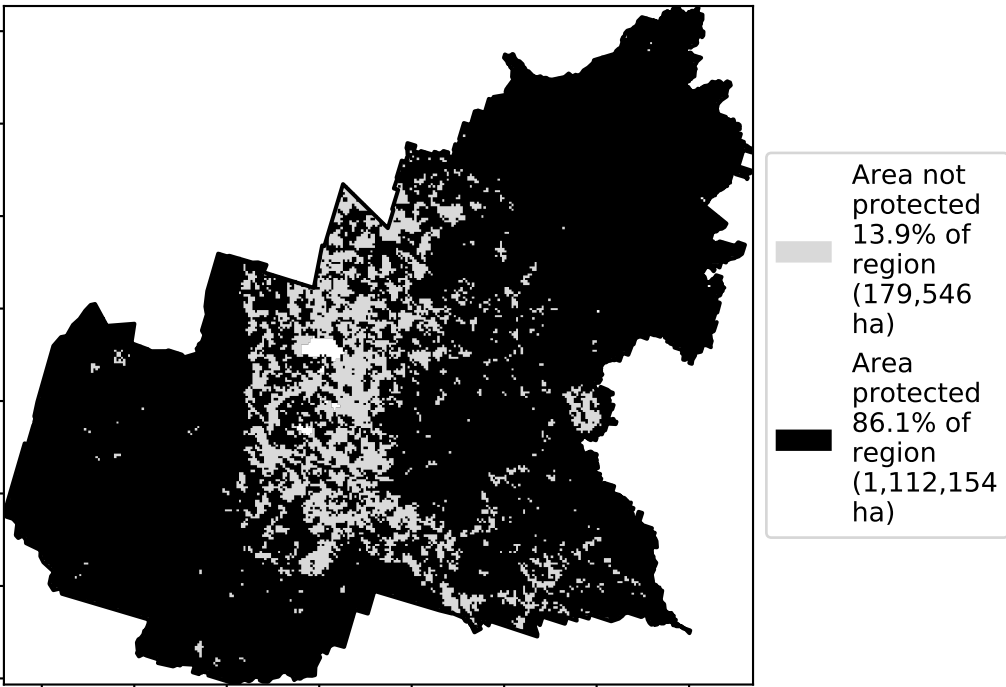 Area not
protected
13.9% of
region
(179,546
ha)
Area
protected
86.1% of
region
(1,112,154
ha)